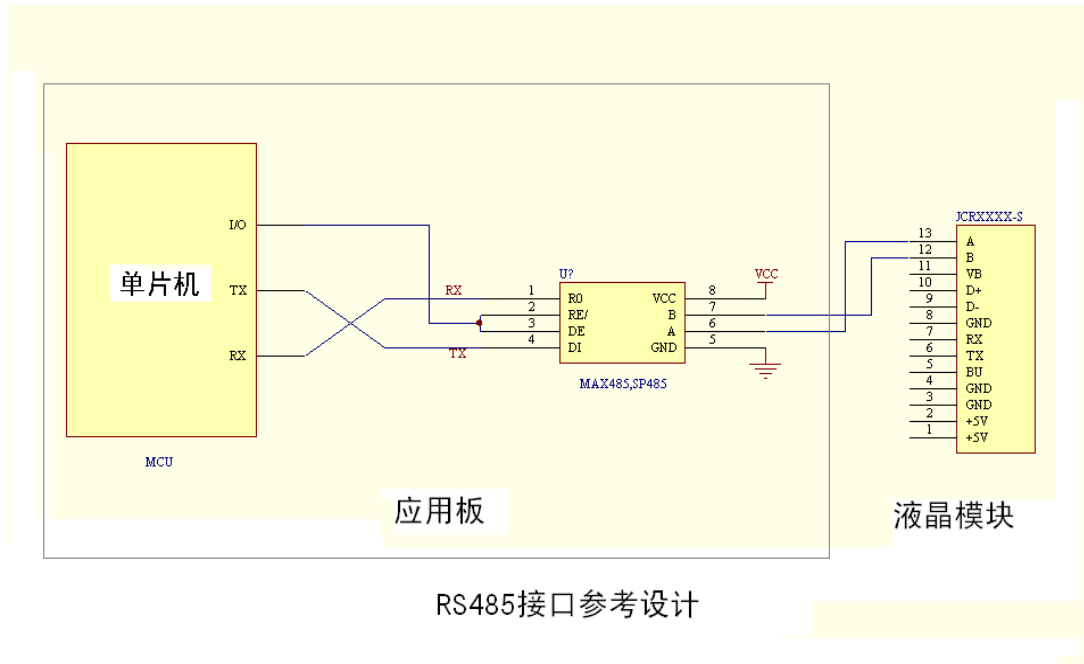 I/O
单片机
TX
RX
MCU
RX
TX
U?
1
2
3
4
RO
RE/
DE
DI
VCC
B
A
GND
8
7
6
5
VCC
MAX485,SP485
JCRXXXX-S
13 A
12 B
11 VB
10 D+
9 D-
8 GND
7 RX
6 TX
5 BU
4 GND
3 GND
2 +5V
1 +5V
应用板
液晶模块
RS485接口参考设计